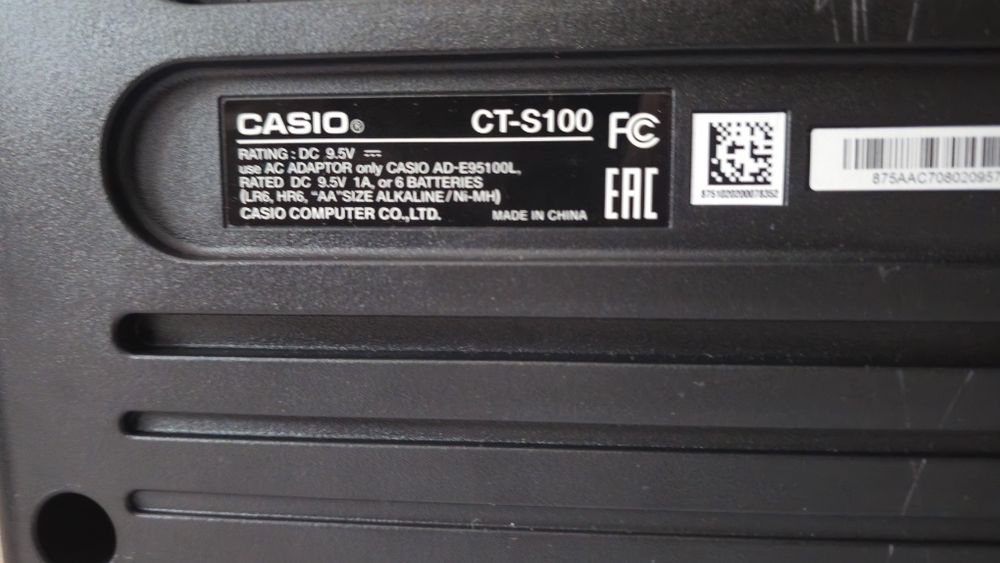 CASIO® CT-S100
RATING : DC 9.5V ⎓
use AC ADAPTOR only CASIO AD-E95100L,
RATED DC 9.5V 1A, or 6 BATTERIES
(LR6, HR6, "AA"SIZE ALKALINE/Ni-MH)
CASIO COMPUTER CO.,LTD. MADE IN CHINA
FC
EAC
8751020200078352
875AAC708020957